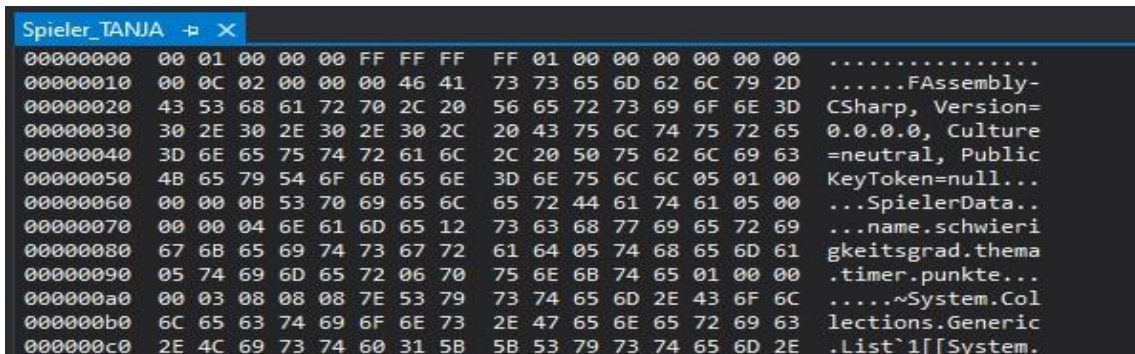 Spieler_TANJA
00000000 00 01 00 00 00 FF FF FF FF 01 00 00 00 00 00 00 ................
00000010 00 0C 02 00 00 00 46 41 73 73 65 6D 62 6C 79 2D ......FAssembly-
00000020 43 53 68 61 72 70 2C 20 56 65 72 73 69 6F 6E 3D CSharp, Version=
00000030 30 2E 30 2E 30 2E 30 2C 20 43 75 6C 74 75 72 65 0.0.0.0, Culture
00000040 3D 6E 65 75 74 72 61 6C 2C 20 50 75 62 6C 69 63 =neutral, Public
00000050 4B 65 79 54 6F 6B 65 6E 3D 6E 75 6C 6C 05 01 00 KeyToken=null...
00000060 00 00 0B 53 70 69 65 6C 65 72 44 61 74 61 05 00 ...SpielerData..
00000070 00 00 04 6E 61 6D 65 12 73 63 68 77 69 65 72 69 ...name.schwieri
00000080 67 6B 65 69 74 73 67 72 61 64 05 74 68 65 6D 61 gkeitsgrad.thema
00000090 05 74 69 6D 65 72 06 70 75 6E 6B 74 65 01 00 00 .timer.punkte...
000000a0 00 03 08 08 08 7E 53 79 73 74 65 6D 2E 43 6F 6C .....~System.Col
000000b0 6C 65 63 74 69 6F 6E 73 2E 47 65 6E 65 72 69 63 lections.Generic
000000c0 2E 4C 69 73 74 60 31 5B 5B 53 79 73 74 65 6D 2E .List`1[[System.